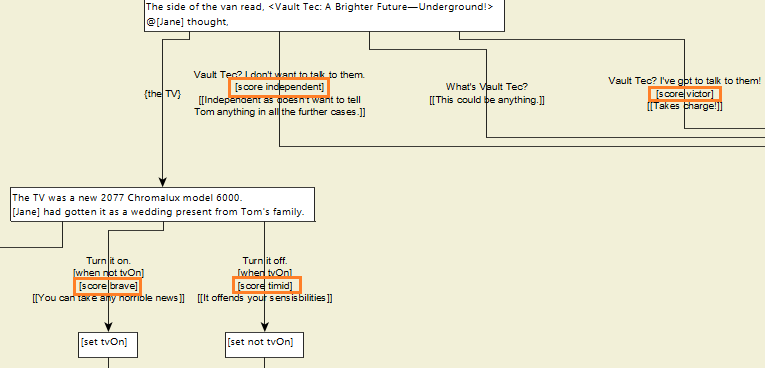 The side of the van read, <Vault Tec: A Brighter Future—Underground!>
@[Jane] thought,
{the TV}
Vault Tec? I don't want to talk to them.
[score independent]
[[Independent as doesn't want to tell
Tom anything in all the further cases.]]
What's Vault Tec?
[[This could be anything.]]
Vault Tec? I've got to talk to them!
[score victor]
[[Takes charge!]]
The TV was a new 2077 Chromalux model 6000.
[Jane] had gotten it as a wedding present from Tom's family.
Turn it on.
[when not tvOn]
[score brave]
[[You can take any horrible news]]
Turn it off.
[when tvOn]
[score timid]
[[It offends your sensisbilities]]
[set tvOn]
[set not tvOn]